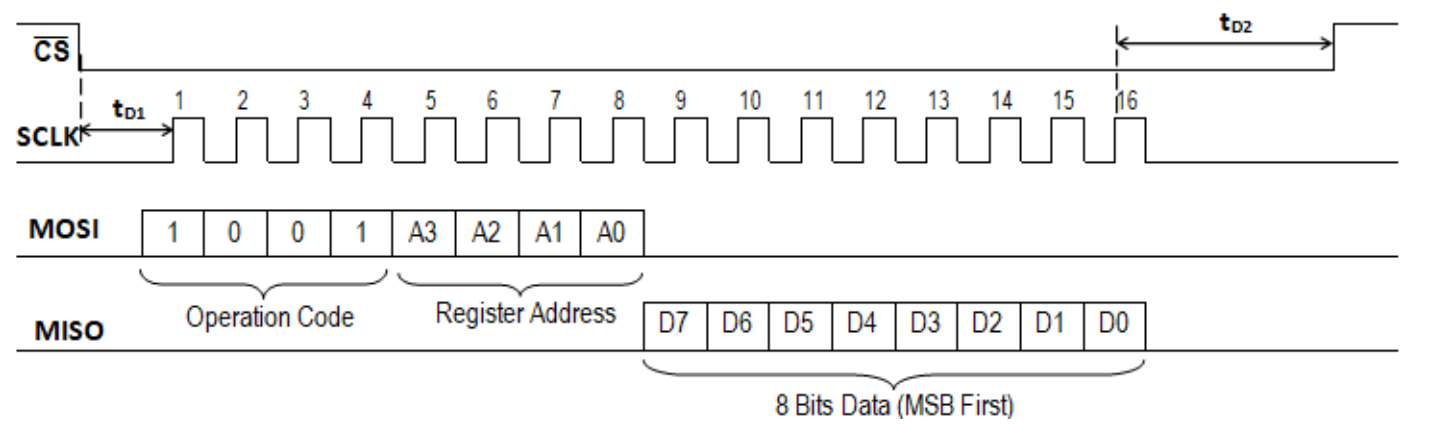 CS tD2
tD1 1 2 3 4 5 6 7 8 9 10 11 12 13 14 15 16
SCLK
MOSI 1 0 0 1 A3 A2 A1 A0
Operation Code Register Address
MISO D7 D6 D5 D4 D3 D2 D1 D0
8 Bits Data (MSB First)